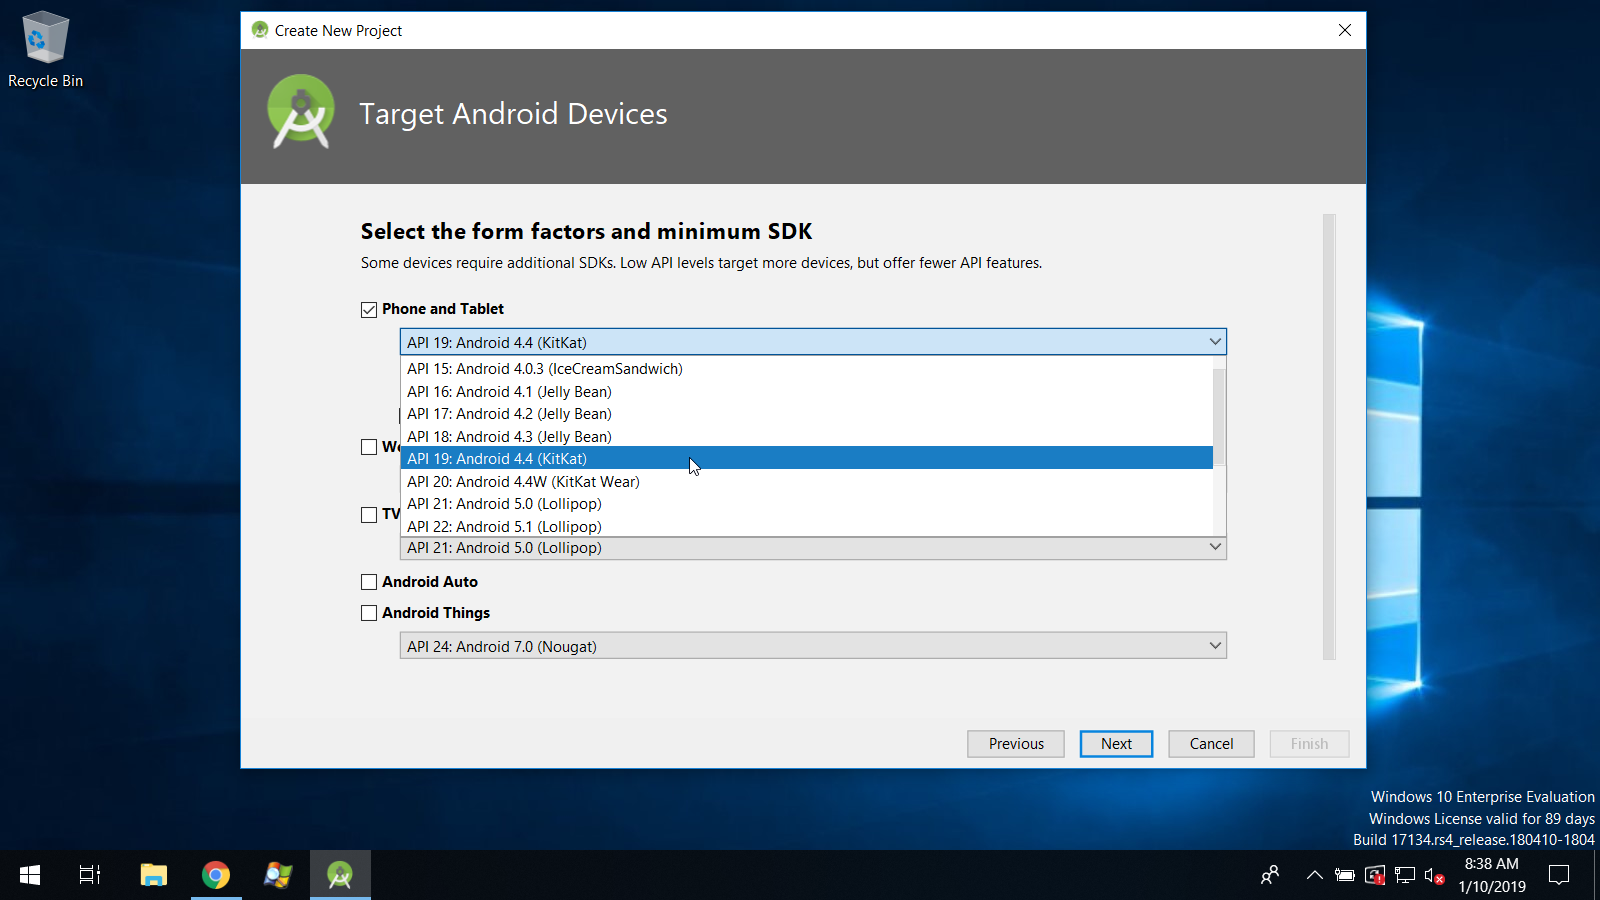 Recycle Bin
Create New Project
Target Android Devices
Select the form factors and minimum SDK
Some devices require additional SDKs. Low API levels target more devices, but offer fewer API features.
Phone and Tablet
API 19: Android 4.4 (KitKat)
API 15: Android 4.0.3 (IceCreamSandwich)
API 16: Android 4.1 (Jelly Bean)
API 17: Android 4.2 (Jelly Bean)
API 18: Android 4.3 (Jelly Bean)
API 19: Android 4.4 (KitKat)
API 20: Android 4.4W (KitKat Wear)
API 21: Android 5.0 (Lollipop)
TV
API 22: Android 5.1 (Lollipop)
API 21: Android 5.0 (Lollipop)
Android Auto
Android Things
API 24: Android 7.0 (Nougat)
Previous
Next
Cancel
Finish
Windows 10 Enterprise Evaluation
Windows License valid for 89 days
Build 17134.rs4_release.180410-1804
8:38 AM
1/10/2019